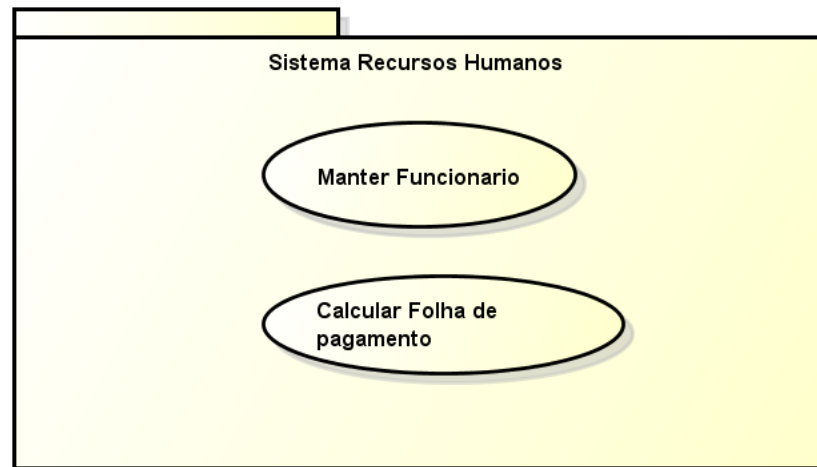 Sistema Recursos Humanos
Manter Funcionario
Calcular Folha de
pagamento